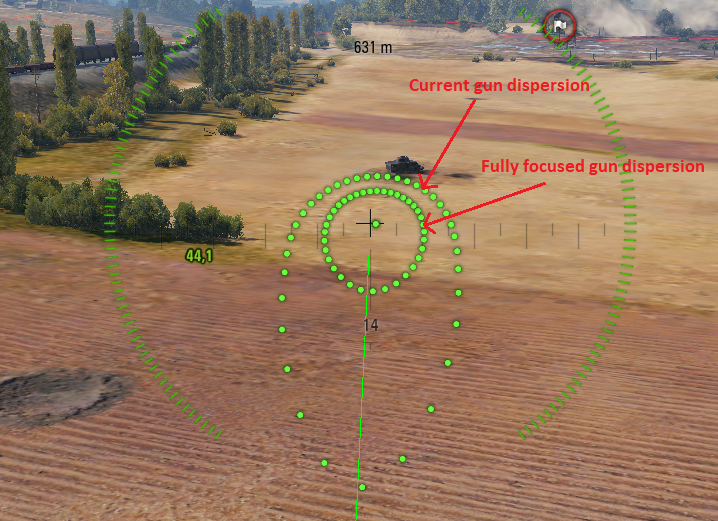 631 m
Current gun dispersion
Fully focused gun dispersion
44,1
14